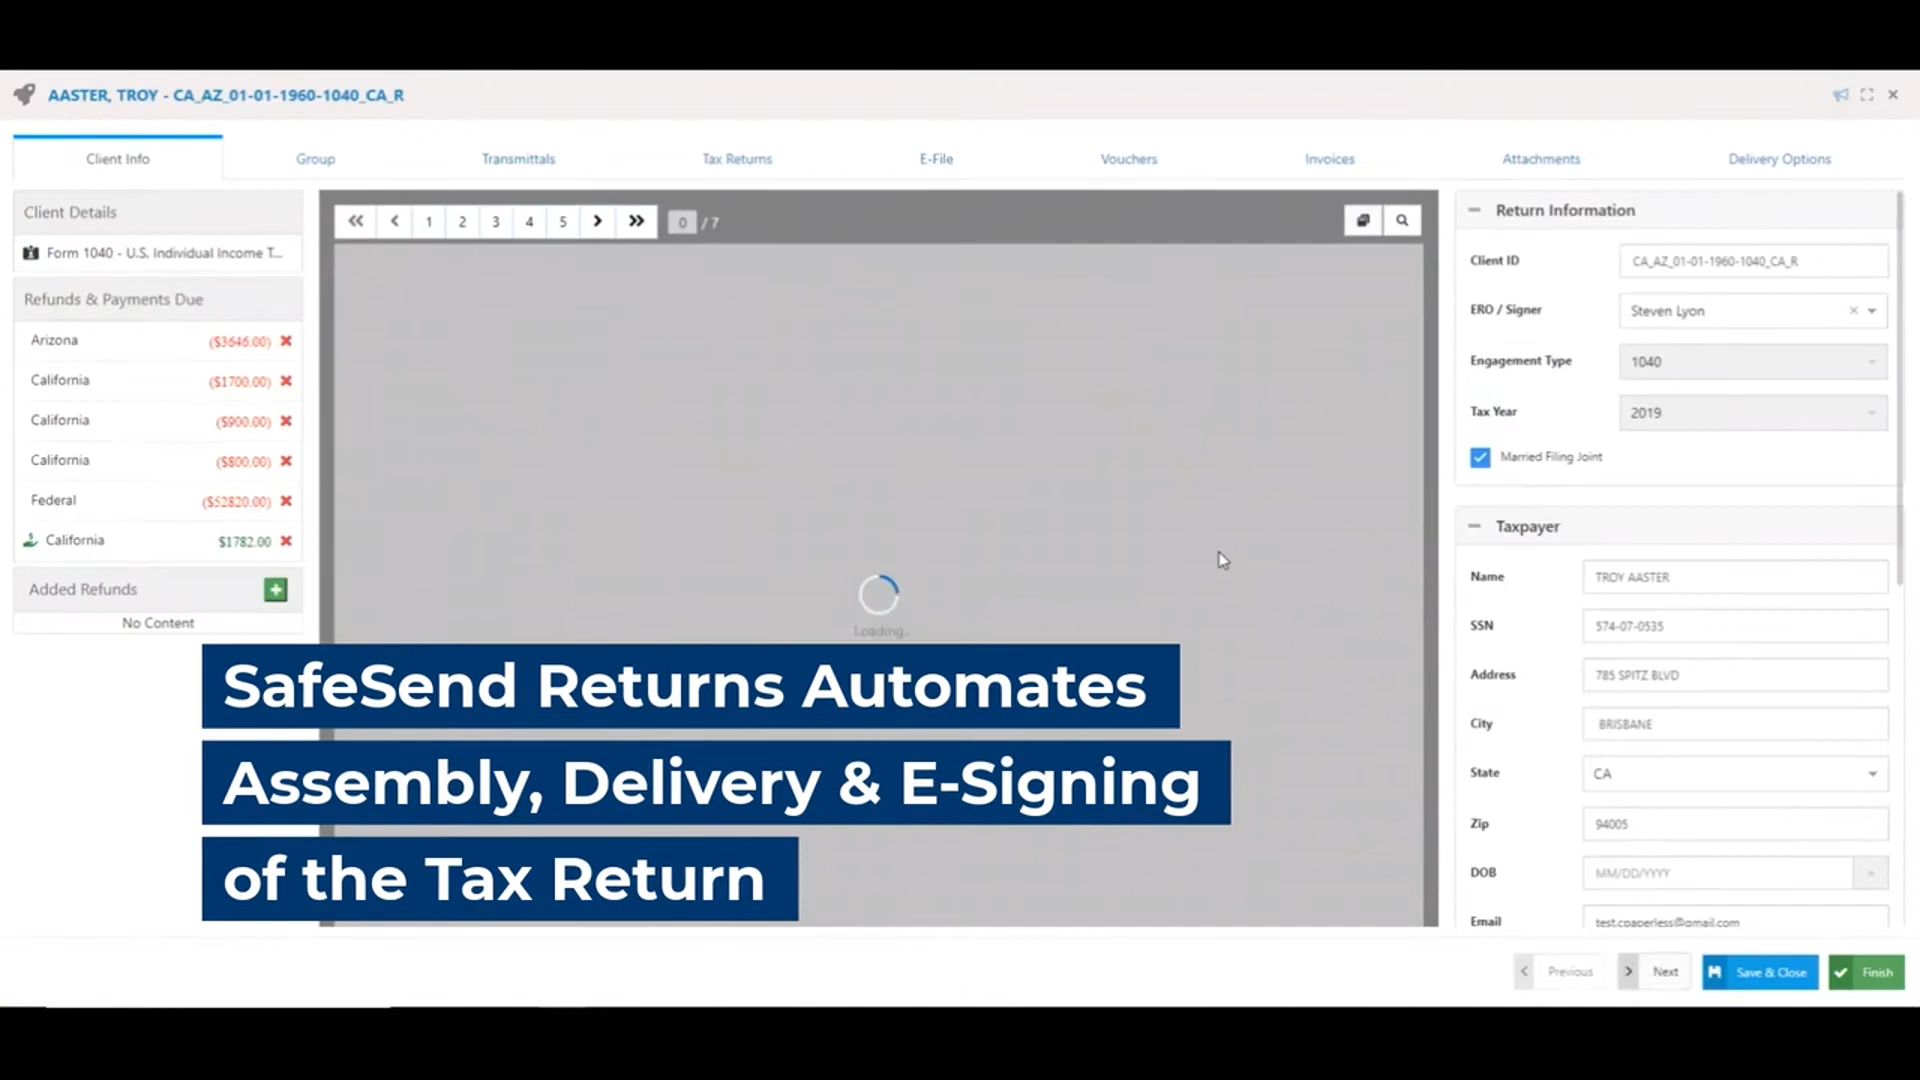 AASTER, TROY - CA_AZ_01-01-1960-1040_CA_R
Client Info
Group
Transmittals
Tax Returns
E-File
Vouchers
Invoices
Attachments
Delivery Options
Client Details
Form 1040 - U.S. Individual Income T...
Refunds & Payments Due
Arizona ($3646.00)
California ($1700.00)
California ($900.00)
California ($800.00)
Federal ($52820.00)
California $1782.00
Added Refunds
No Content
1 2 3 4 5 0 / 7
Loading..
Return Information
Client ID CA_AZ_01-01-1960-1040_CA_R
ERO / Signer Steven Lyon
Engagement Type 1040
Tax Year 2019
Married Filing Joint
Taxpayer
Name TROY AASTER
SSN 574-07-0535
Address 785 SPITZ BLVD
City BRISBANE
State CA
Zip 94005
DOB MM/DD/YYYY
Email test.cpaperless@gmail.com
SafeSend Returns Automates
Assembly, Delivery & E-Signing
of the Tax Return
Previous
Next
Save & Close
Finish